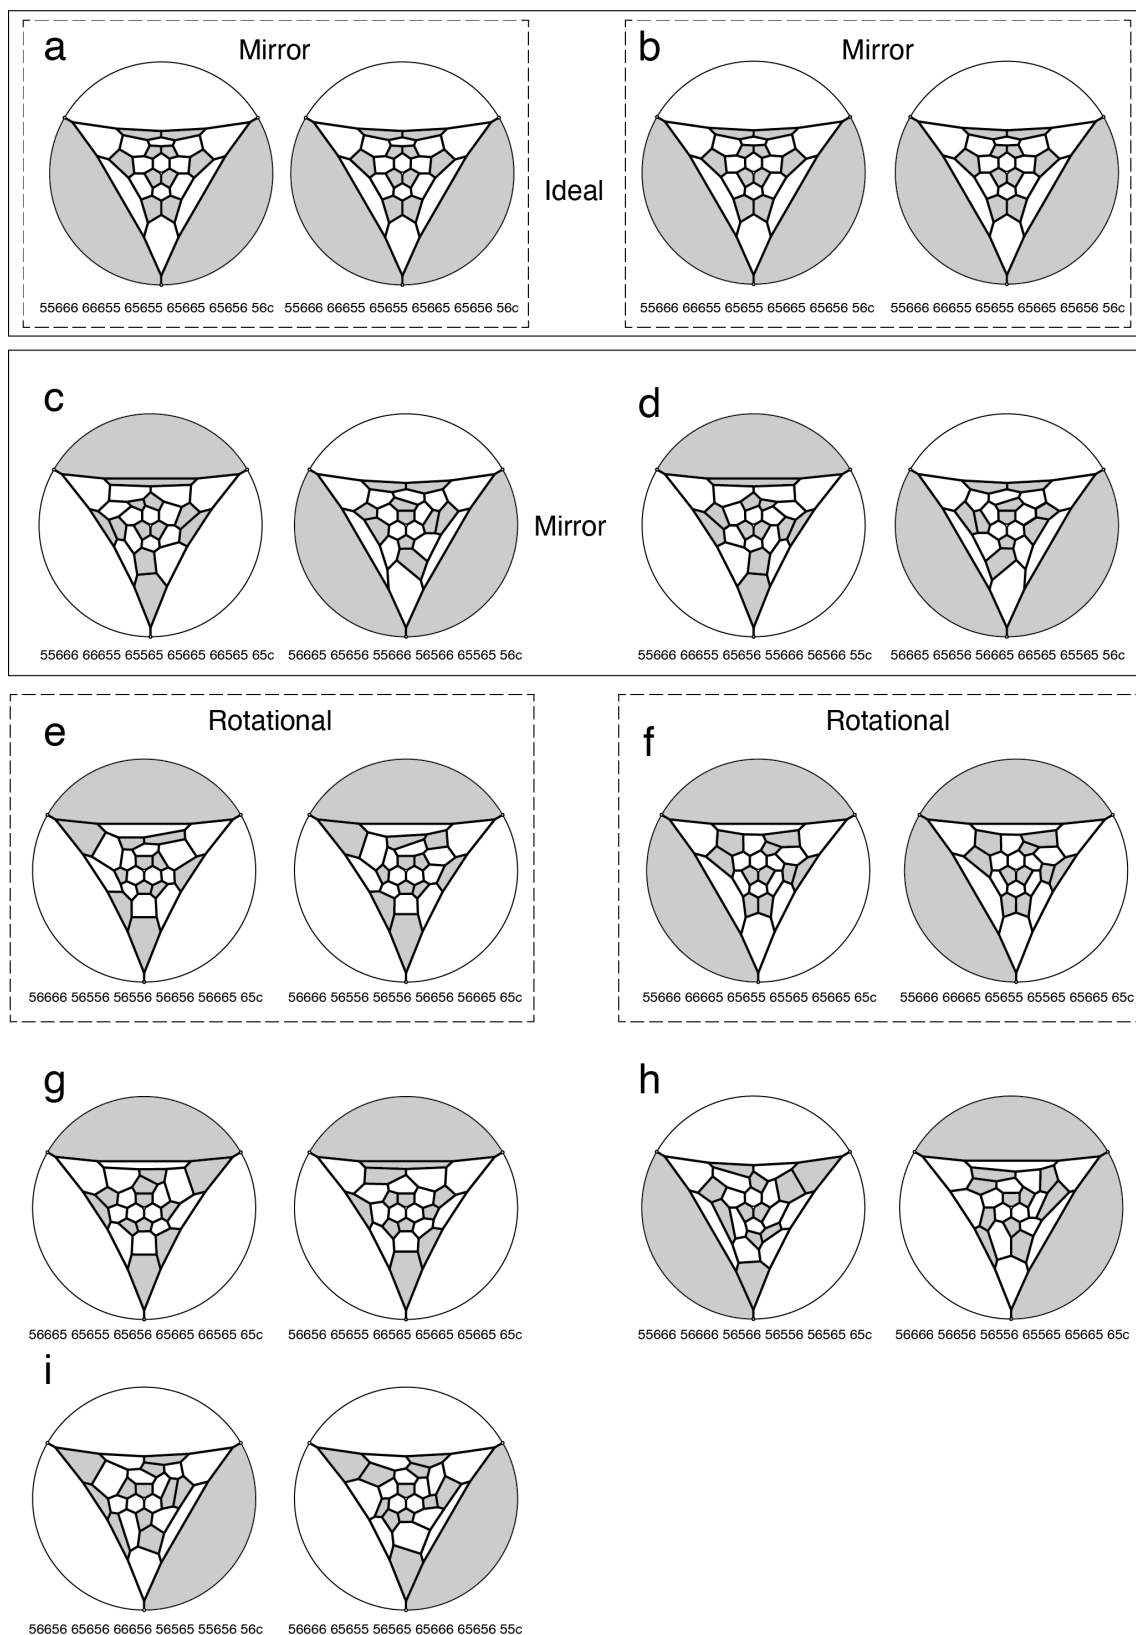 a
Mirror
b
Mirror
Ideal
55666 66655 65655 65665 65656 56c
55666 66655 65655 65665 65656 56c
55666 66655 65655 65665 65656 56c
55666 66655 65655 65665 65656 56c
c
d
Mirror
55666 66655 65565 65665 66565 65c
56665 65656 55666 56566 65565 56c
55666 66655 65656 55666 56566 55c
56665 65656 56665 66565 65565 56c
Rotational
e
Rotational
f
56666 56556 56556 56656 56665 65c
56666 56556 56556 56656 56665 65c
55666 66665 65655 65565 65665 65c
55666 66665 65655 65565 65665 65c
g
h
56665 65655 65656 65665 66565 65c
56656 65655 66565 65665 65665 65c
55666 56666 56566 56556 56565 65c
56666 56656 56556 65565 65665 65c
i
56656 65656 66656 56565 55656 56c
56666 65655 56565 65666 65656 55c